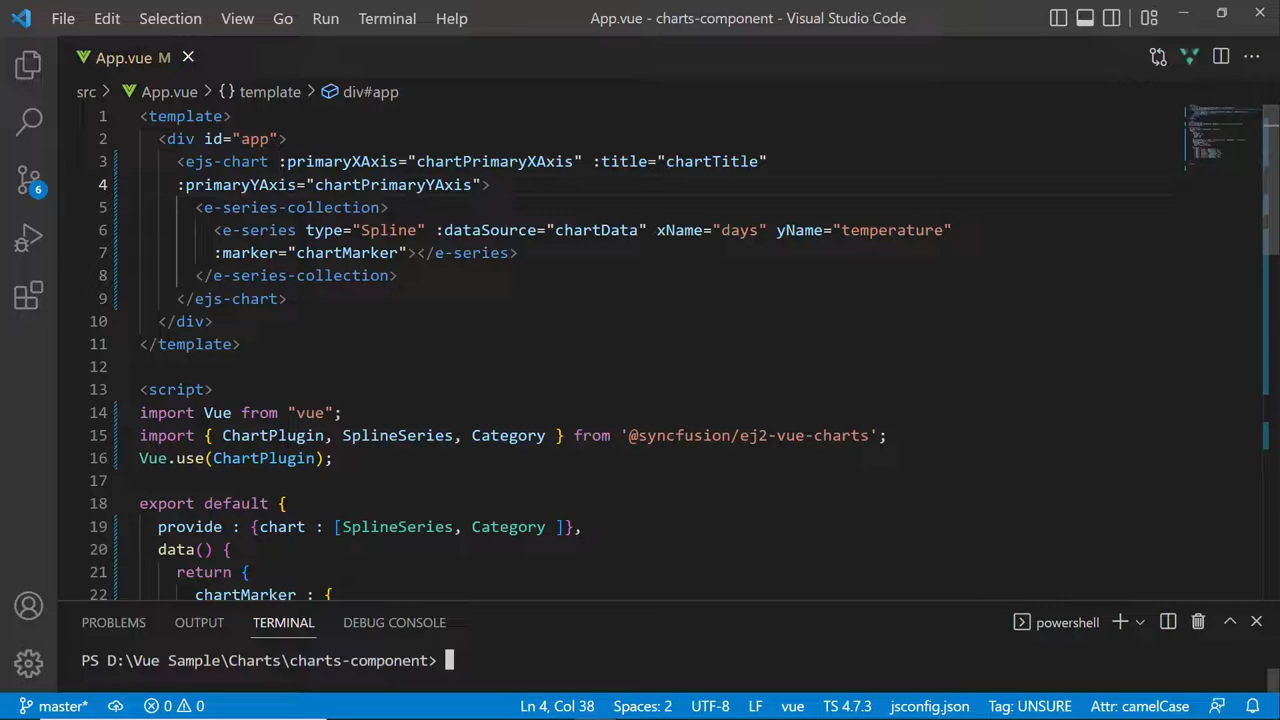 File Edit Selection View Go Run Terminal Help App.vue - charts-component - Visual Studio Code
App.vue M
src > App.vue > {} template > div#app
1 <template>
2 <div id="app">
3 <ejs-chart :primaryXAxis="chartPrimaryXAxis" :title="chartTitle"
4 :primaryYAxis="chartPrimaryYAxis">
5 <e-series-collection>
6 <e-series type="Spline" :dataSource="chartData" xName="days" yName="temperature"
7 :marker="chartMarker"></e-series>
8 </e-series-collection>
9 </ejs-chart>
10 </div>
11 </template>
12
13 <script>
14 import Vue from "vue";
15 import { ChartPlugin, SplineSeries, Category } from '@syncfusion/ej2-vue-charts';
16 Vue.use(ChartPlugin);
17
18 export default {
19 provide : {chart : [SplineSeries, Category ]},
20 data() {
21 return {
22 chartMarker : {
6
PROBLEMS OUTPUT TERMINAL DEBUG CONSOLE powershell
PS D:\Vue Sample\Charts\charts-component>
master* 0 0 Ln 4, Col 38 Spaces: 2 UTF-8 LF vue TS 4.7.3 jsconfig.json Tag: UNSURE Attr: camelCase